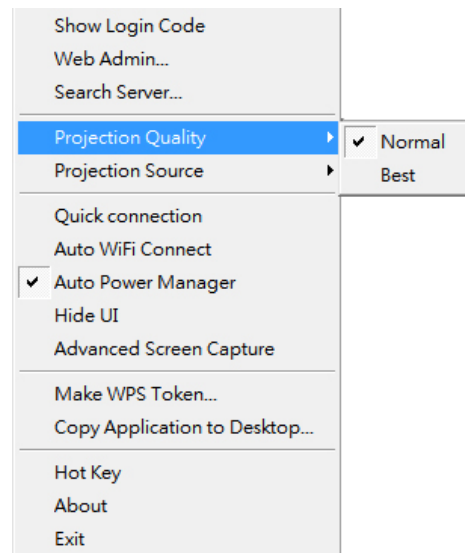 Show Login Code
Web Admin...
Search Server...
Projection Quality
Normal
Projection Source
Best
Quick connection
Auto WiFi Connect
Auto Power Manager
Hide UI
Advanced Screen Capture
Make WPS Token...
Copy Application to Desktop...
Hot Key
About
Exit